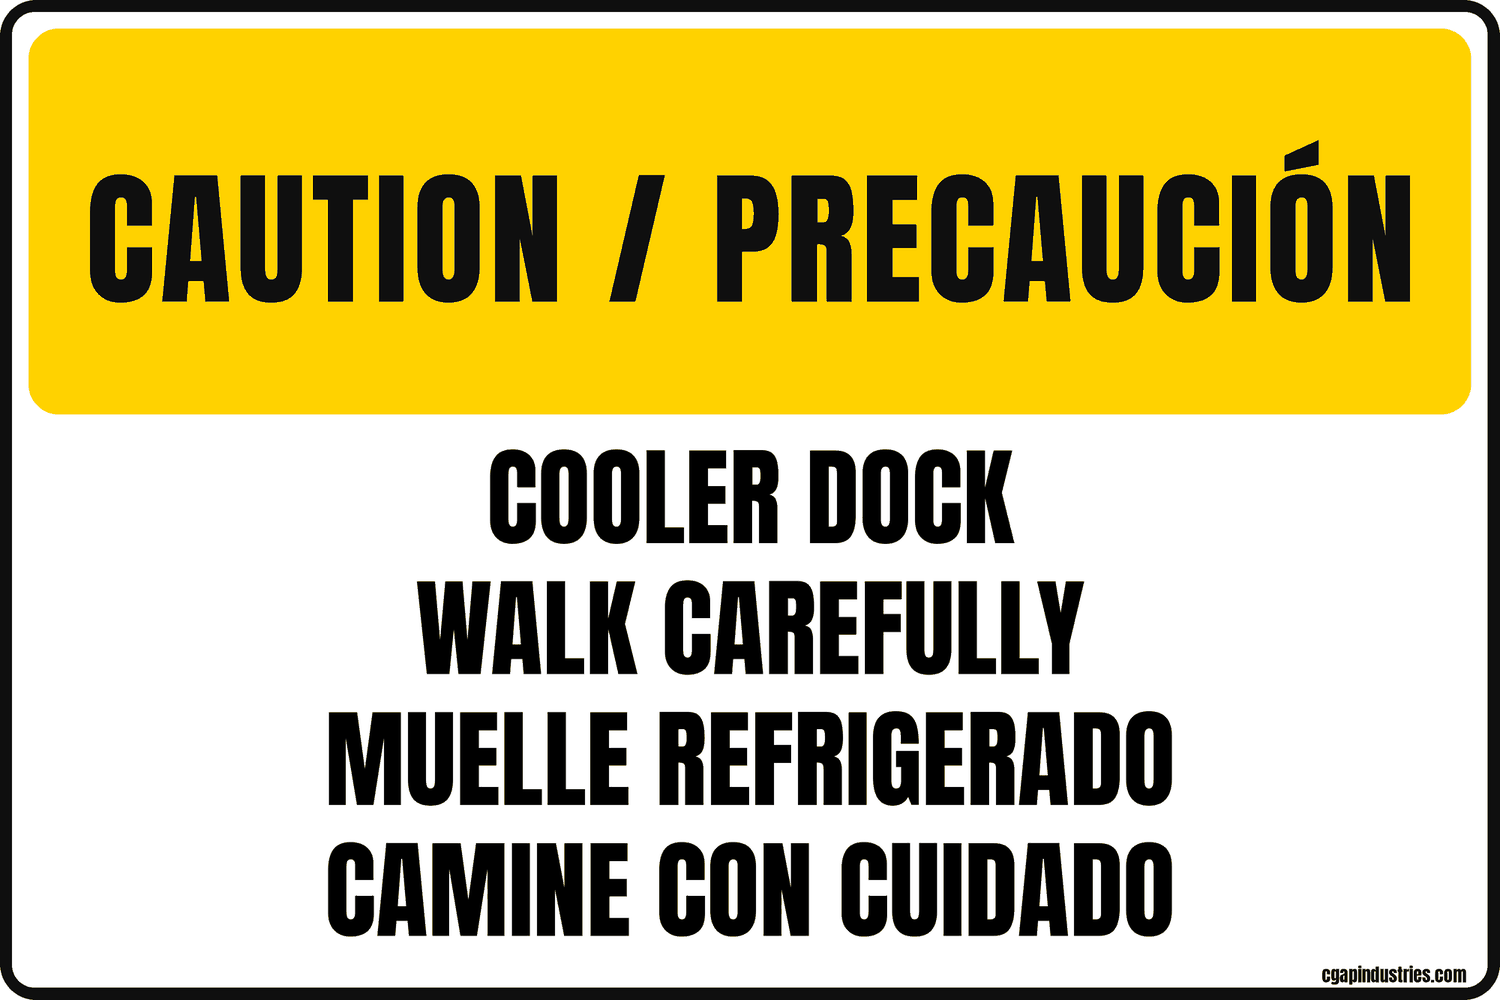 CAUTION / PRECAUCIÓN
COOLER DOCK
WALK CAREFULLY
MUELLE REFRIGERADO
CAMINE CON CUIDADO
cgapindustries.com